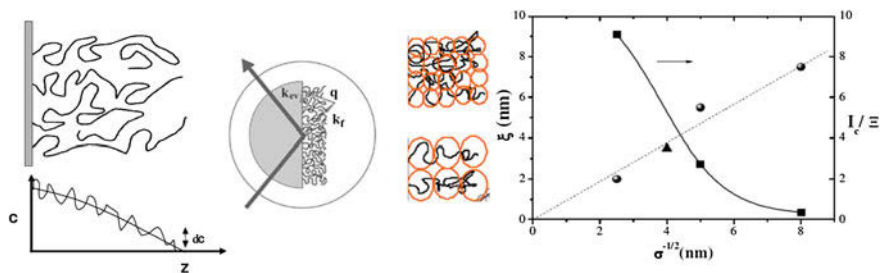 c
dc
z
k_ev
q
k_f
10
8
6
4
2
0
ξ (nm)
0 2 4 6 8
σ^-1/2 (nm)
10
8
6
4
2
0
I_c / Ξ